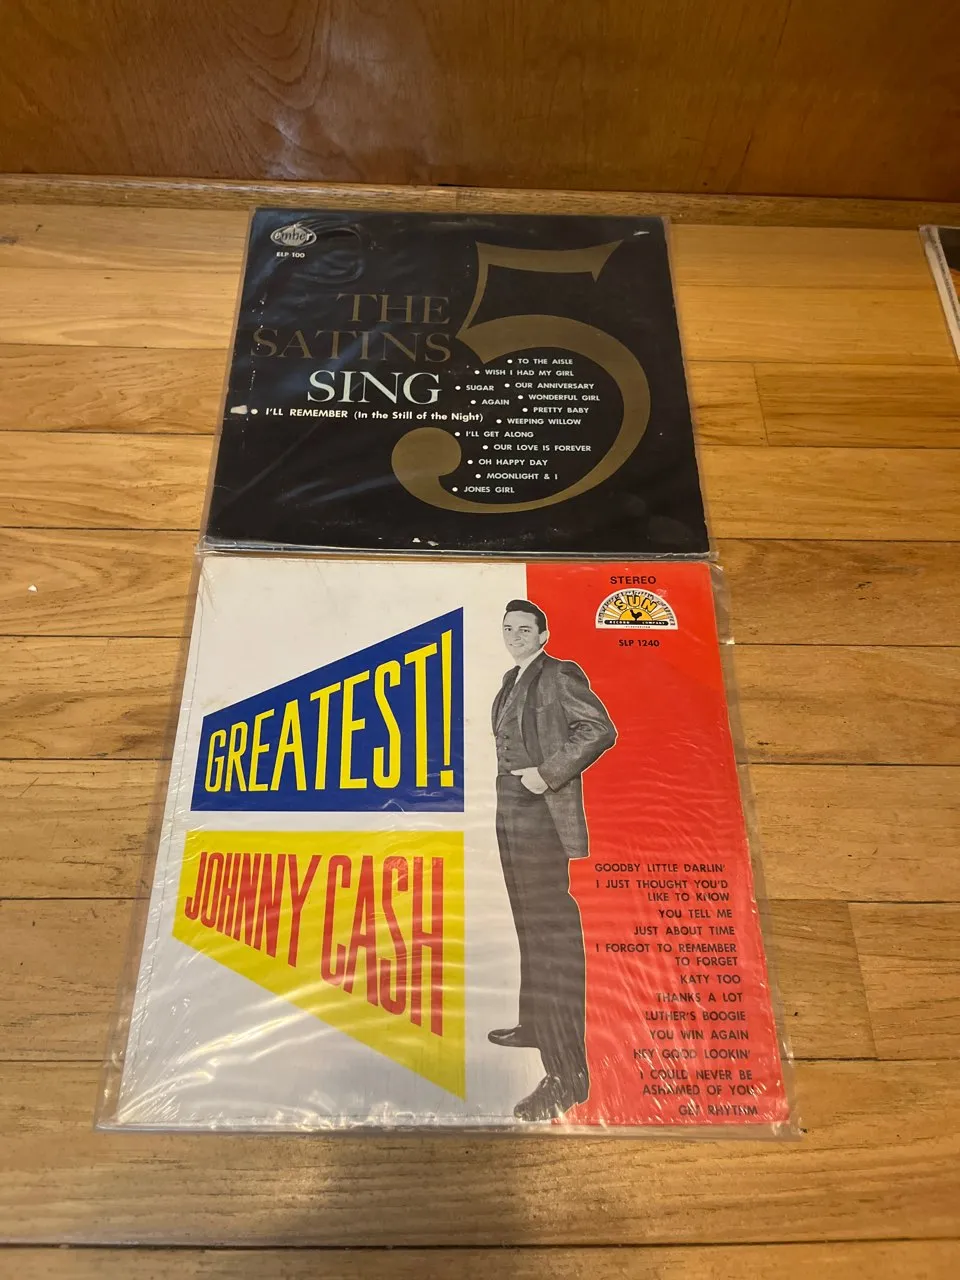 ember
ELP 100
THE
SATINS
SING
5
• TO THE AISLE
• WISH I HAD MY GIRL
• SUGAR • OUR ANNIVERSARY
• AGAIN • WONDERFUL GIRL
• PRETTY BABY
• I'LL REMEMBER (In the Still of the Night)
• WEEPING WILLOW
• I'LL GET ALONG
• OUR LOVE IS FOREVER
• OH HAPPY DAY
• MOONLIGHT & I
• JONES GIRL
STEREO
SUN
RECORD COMPANY
SLP 1240
GREATEST!
JOHNNY CASH
GOODBY LITTLE DARLIN'
I JUST THOUGHT YOU'D
LIKE TO KNOW
YOU TELL ME
JUST ABOUT TIME
I FORGOT TO REMEMBER
TO FORGET
KATY TOO
THANKS A LOT
LUTHER'S BOOGIE
YOU WIN AGAIN
HEY GOOD LOOKIN'
I COULD NEVER BE
ASHAMED OF YOU
GET RHYTHM